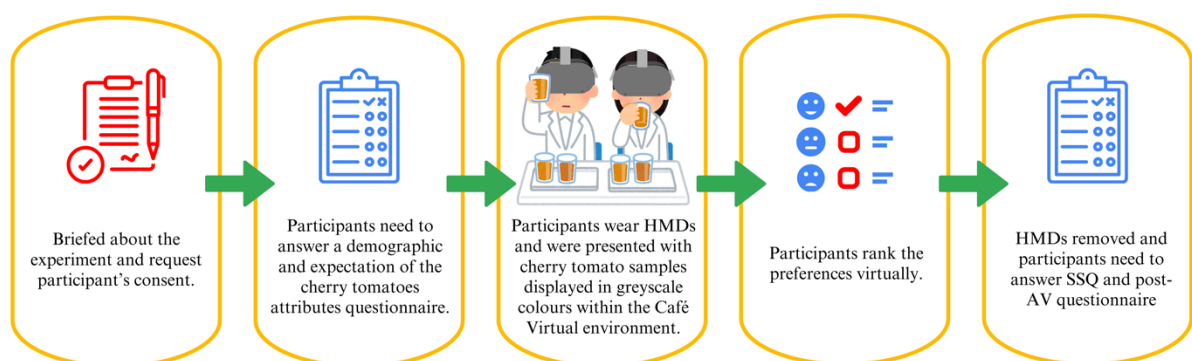 Briefed about the
experiment and request
participant's consent.
Participants need to
answer a demographic
and expectation of the
cherry tomatoes
attributes questionnaire.
Participants wear HMDs
and were presented with
cherry tomato samples
displayed in greyscale
colours within the Café
Virtual environment.
Participants rank the
preferences virtually.
HMDs removed and
participants need to
answer SSQ and post-
AV questionnaire